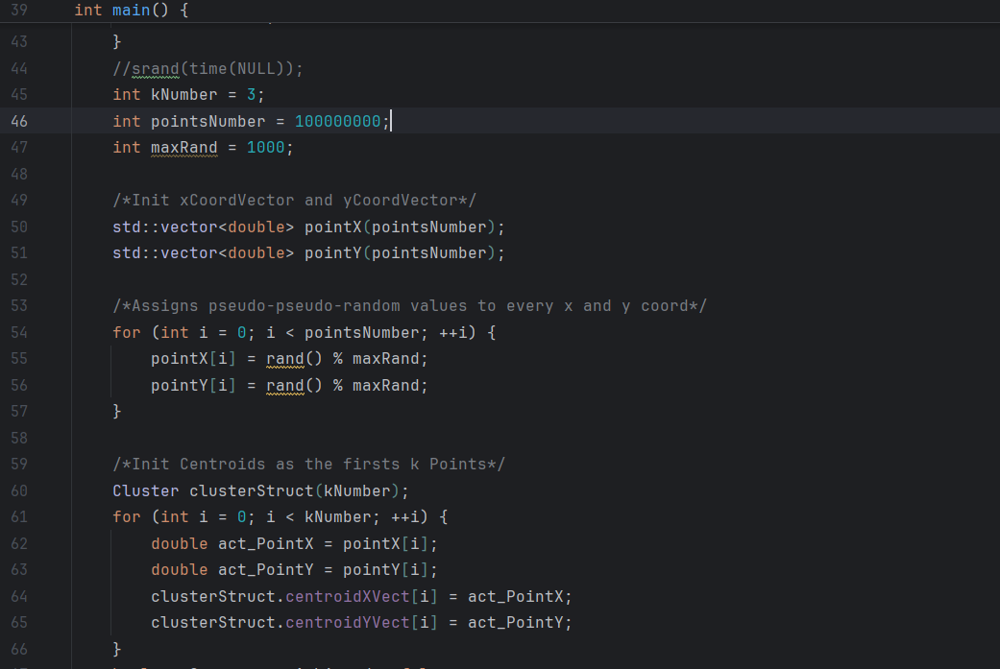 39 int main() {
43 }
44 //srand(time(NULL));
45 int kNumber = 3;
46 int pointsNumber = 100000000;
47 int maxRand = 1000;
48
49 /*Init xCoordVector and yCoordVector*/
50 std::vector<double> pointX(pointsNumber);
51 std::vector<double> pointY(pointsNumber);
52
53 /*Assigns pseudo-pseudo-random values to every x and y coord*/
54 for (int i = 0; i < pointsNumber; ++i) {
55 pointX[i] = rand() % maxRand;
56 pointY[i] = rand() % maxRand;
57 }
58
59 /*Init Centroids as the firsts k Points*/
60 Cluster clusterStruct(kNumber);
61 for (int i = 0; i < kNumber; ++i) {
62 double act_PointX = pointX[i];
63 double act_PointY = pointY[i];
64 clusterStruct.centroidXVect[i] = act_PointX;
65 clusterStruct.centroidYVect[i] = act_PointY;
66 }